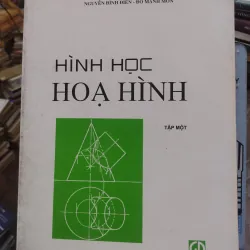 NGUYỄN ĐÌNH ĐIỆN - ĐỖ MẠNH MÔN
HÌNH HỌC
HOẠ HÌNH
TẬP MỘT